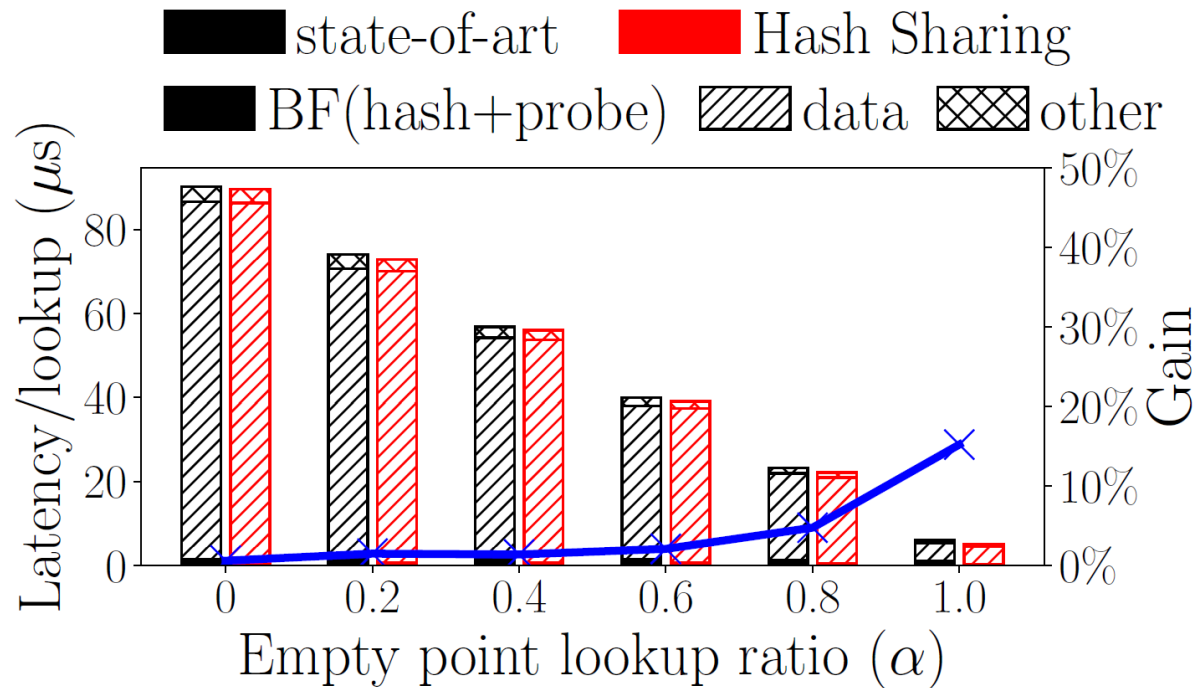 state-of-art Hash Sharing
BF(hash+probe) data other
Latency/lookup (μs)
80
60
40
20
0
50%
40%
30%
20%
10%
0%
Gain
0 0.2 0.4 0.6 0.8 1.0
Empty point lookup ratio (α)